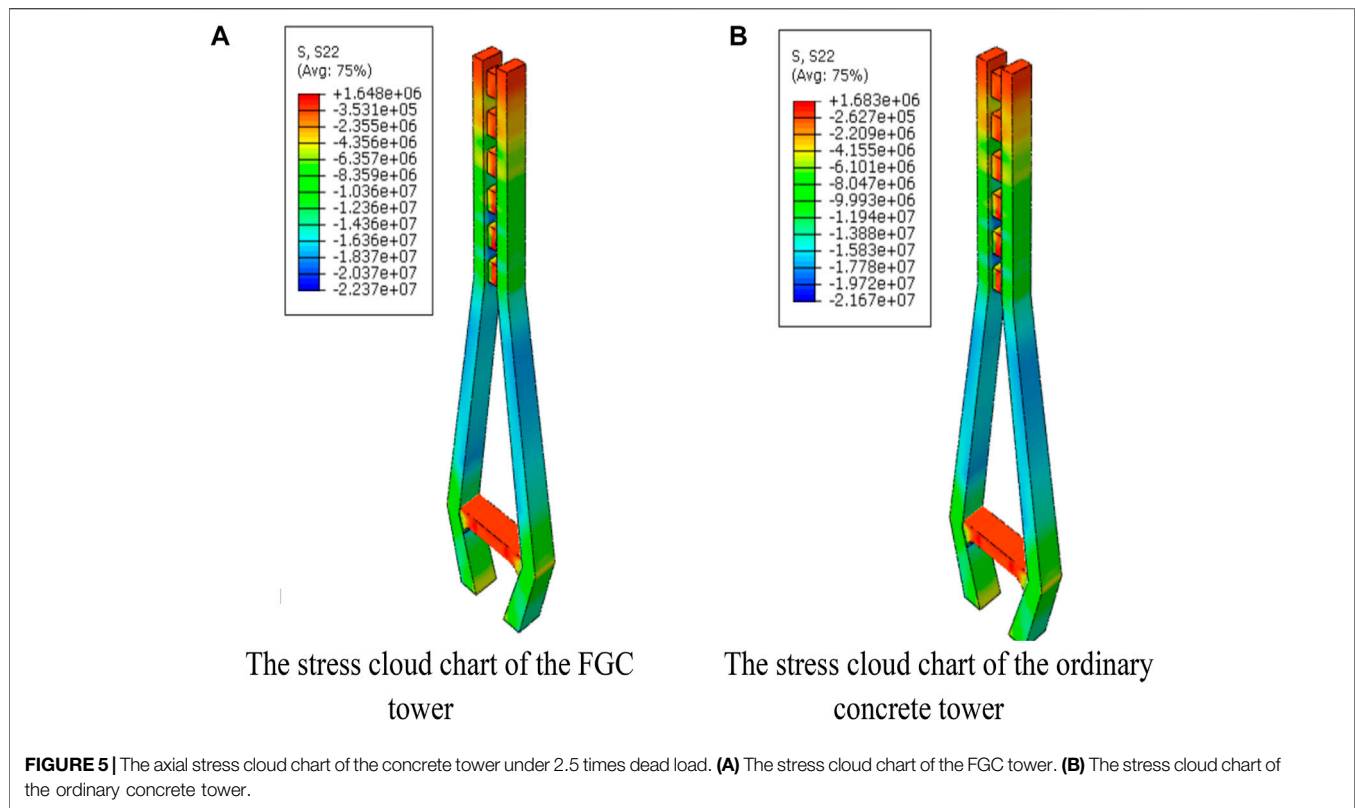 A
S, S22
(Avg: 75%)
+1.648e+06
-3.531e+05
-2.355e+06
-4.356e+06
-6.357e+06
-8.359e+06
-1.036e+07
-1.236e+07
-1.436e+07
-1.636e+07
-1.837e+07
-2.037e+07
-2.237e+07
The stress cloud chart of the FGC
tower
B
S, S22
(Avg: 75%)
+1.683e+06
-2.627e+05
-2.209e+06
-4.155e+06
-6.101e+06
-8.047e+06
-9.993e+06
-1.194e+07
-1.388e+07
-1.583e+07
-1.778e+07
-1.972e+07
-2.167e+07
The stress cloud chart of the ordinary
concrete tower
FIGURE 5 | The axial stress cloud chart of the concrete tower under 2.5 times dead load. (A) The stress cloud chart of the FGC tower. (B) The stress cloud chart of
the ordinary concrete tower.